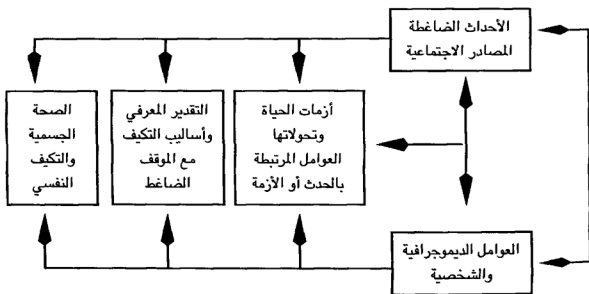 الأحداث الضاغطة
المصادر الاجتماعية
أزمات الحياة
وتحولاتها
العوامل المرتبطة
بالحدث أو الأزمة
التقدير المعرفي
وأساليب التكيف
مع الموقف
الضاغط
الصحة
الجسمية
والتكيف
النفسي
العوامل الديموجرافية
والشخصية